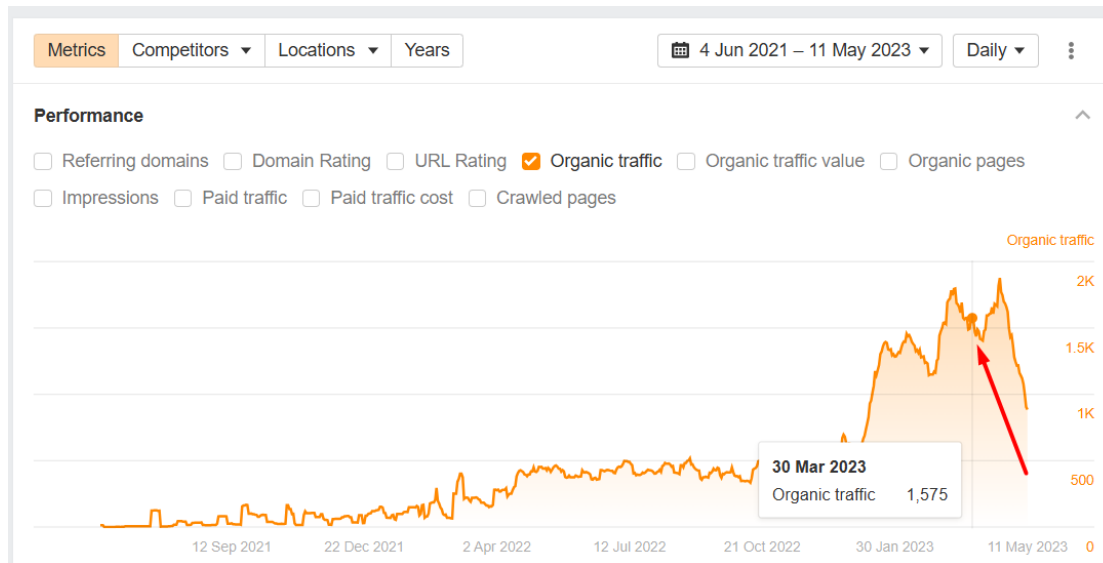 Metrics Competitors Locations Years 4 Jun 2021 – 11 May 2023 Daily
Performance
Referring domains Domain Rating URL Rating Organic traffic Organic traffic value Organic pages
Impressions Paid traffic Paid traffic cost Crawled pages
Organic traffic
2K
1.5K
1K
30 Mar 2023
500
Organic traffic 1,575
12 Sep 2021 22 Dec 2021 2 Apr 2022 12 Jul 2022 21 Oct 2022 30 Jan 2023 11 May 2023 0